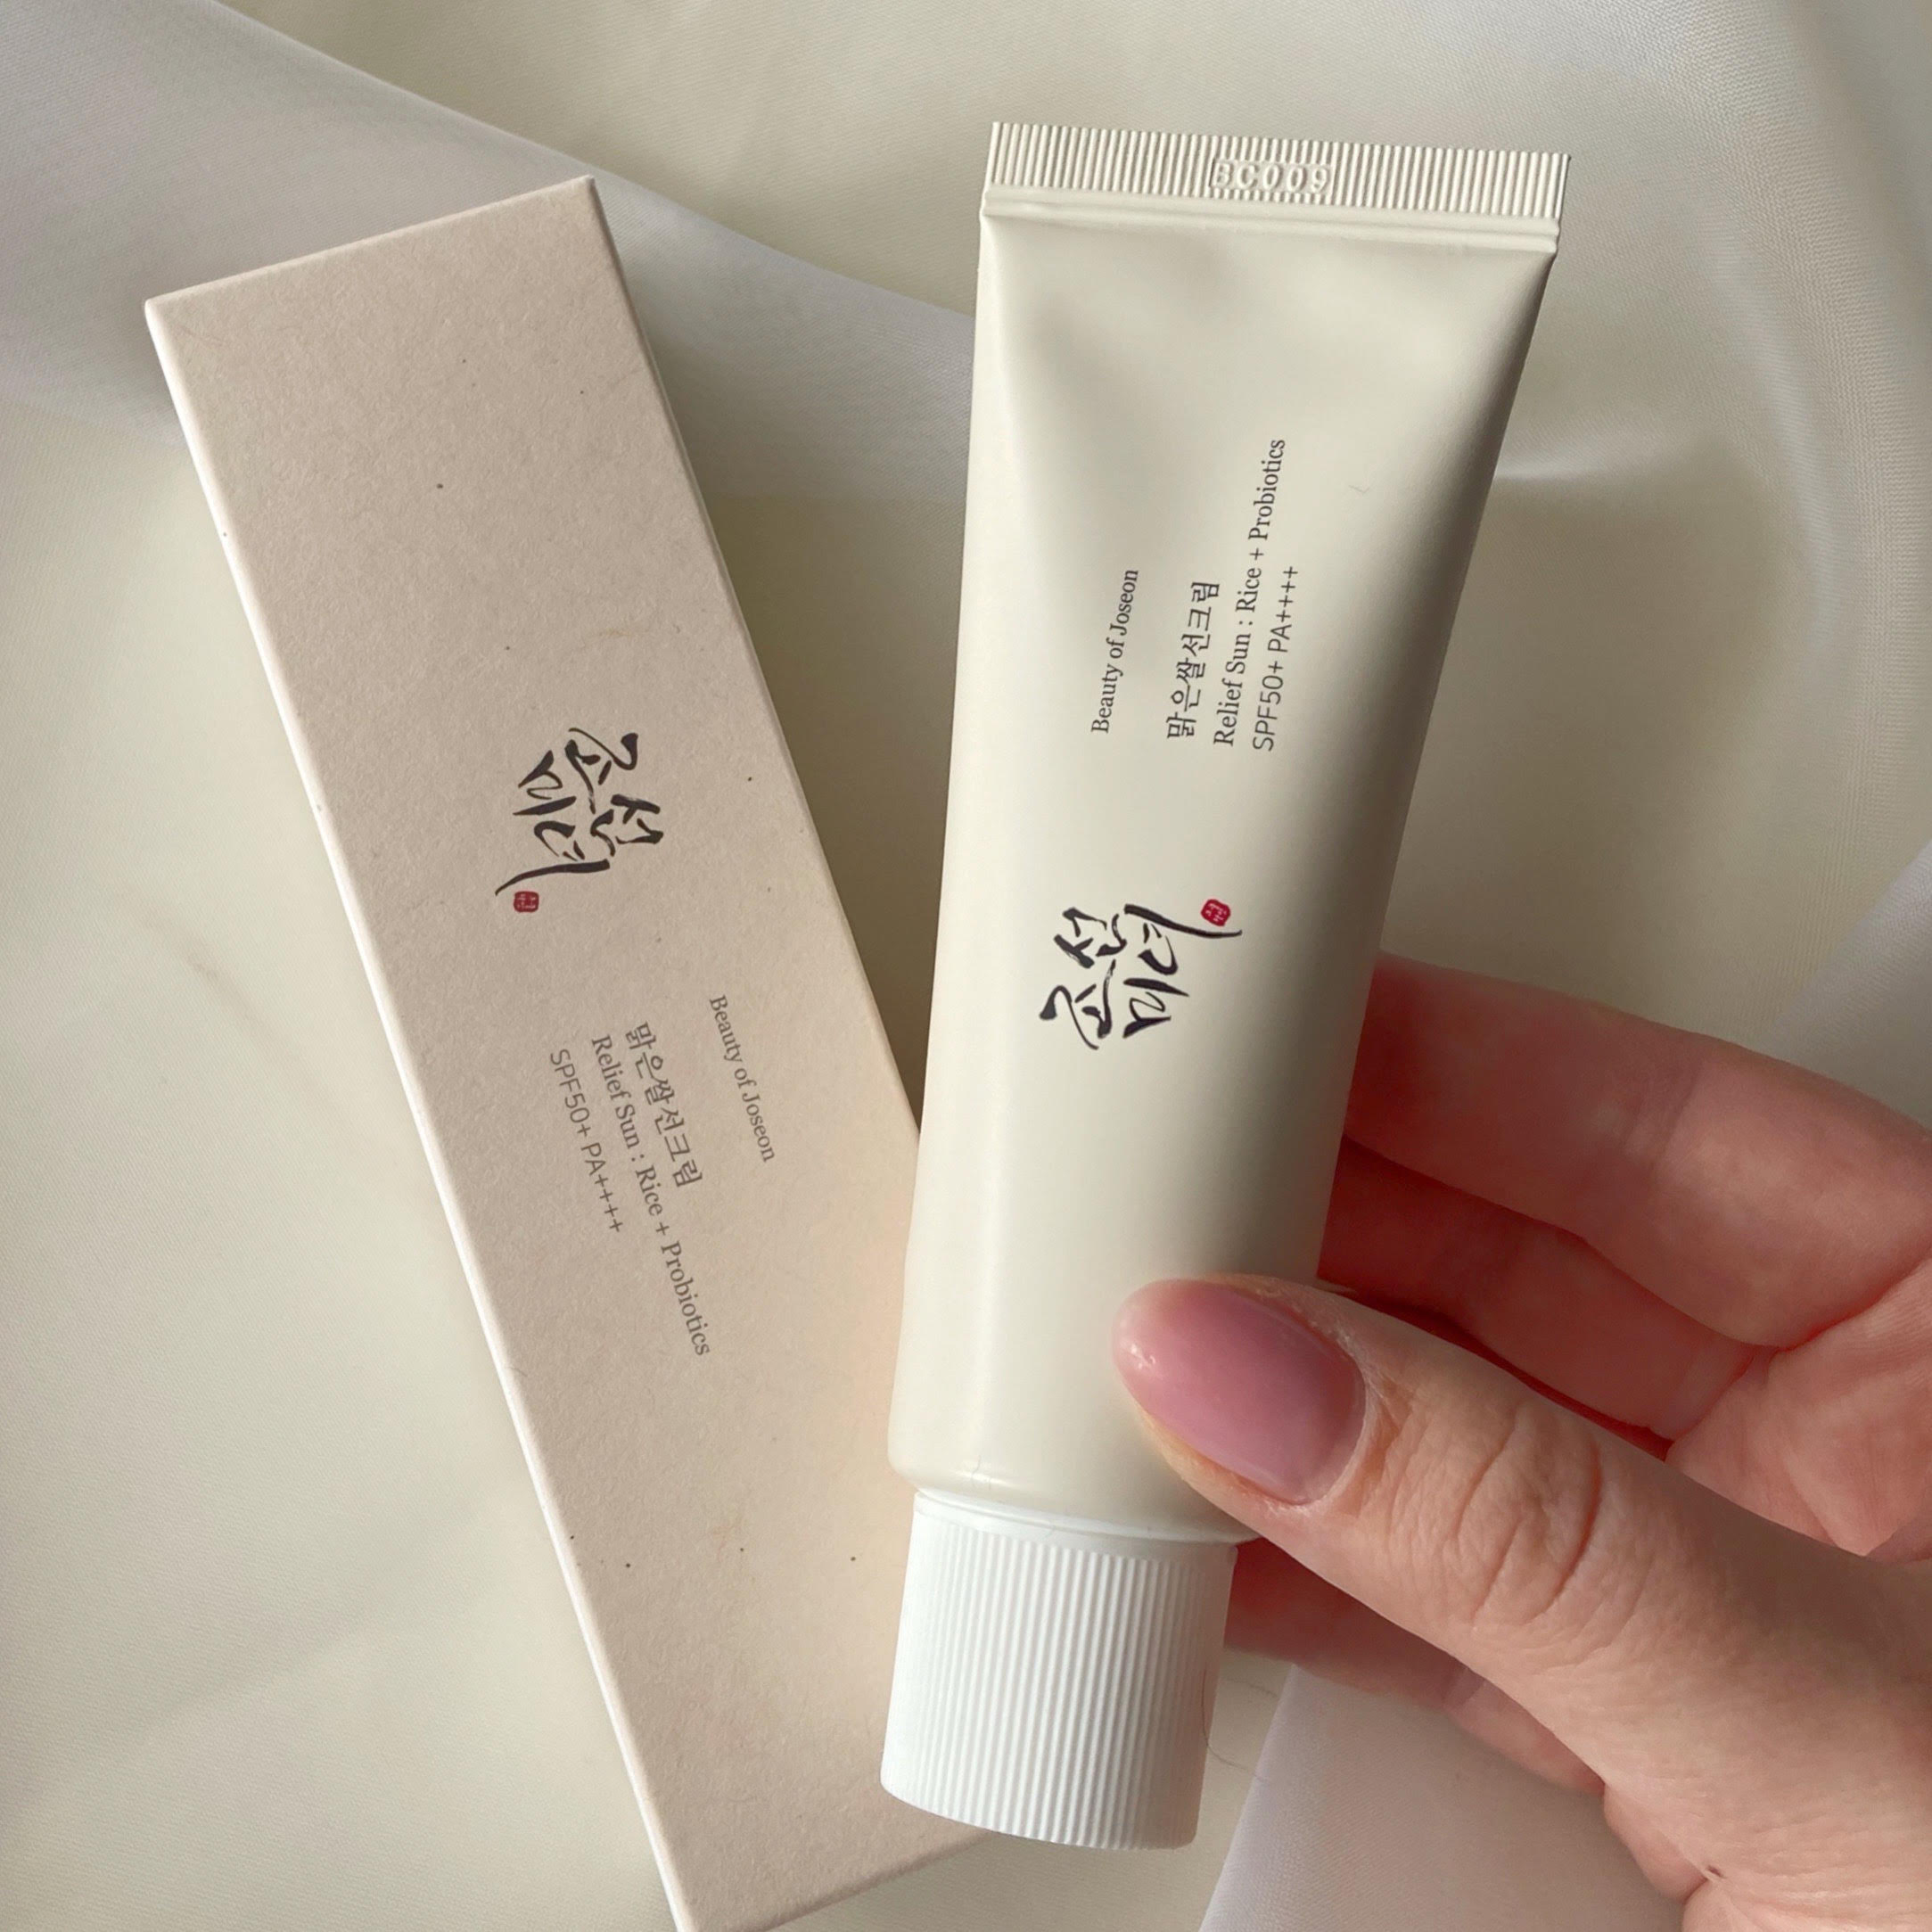 조선
미녀
Beauty of Joseon
맑은쌀선크림
Relief Sun : Rice + Probiotics
SPF50+ PA++++
BC009
Beauty of Joseon
맑은쌀선크림
Relief Sun : Rice + Probiotics
SPF50+ PA++++
조선
미녀